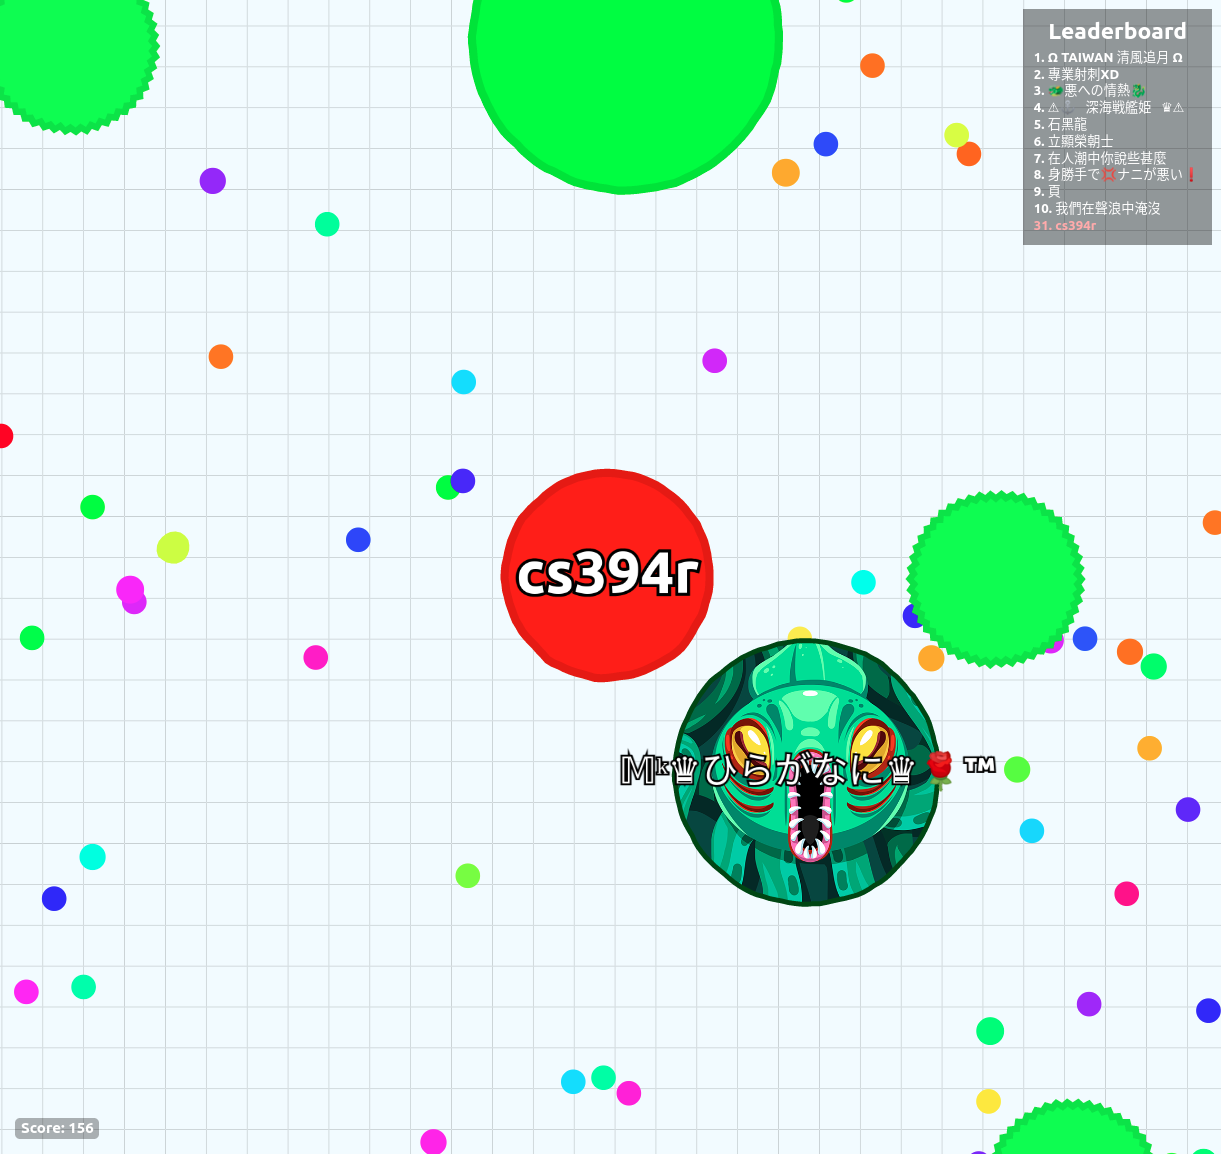 Leaderboard
1. Ω TAIWAN 清風追月 Ω
2. 專業射刺XD
3. 🐲悪への情熱🐉
4. ⚠⚓ 深海戦艦姫 ♛⚠
5. 石黑龍
6. 立顯榮朝士
7. 在人潮中你說些甚麼
8. 身勝手で💢ナニが悪い❗
9. 頁
10. 我們在聲浪中淹沒
31. cs394r
cs394r
𝕄ᵏ♛ひらがなに♛🌹™
Score: 156